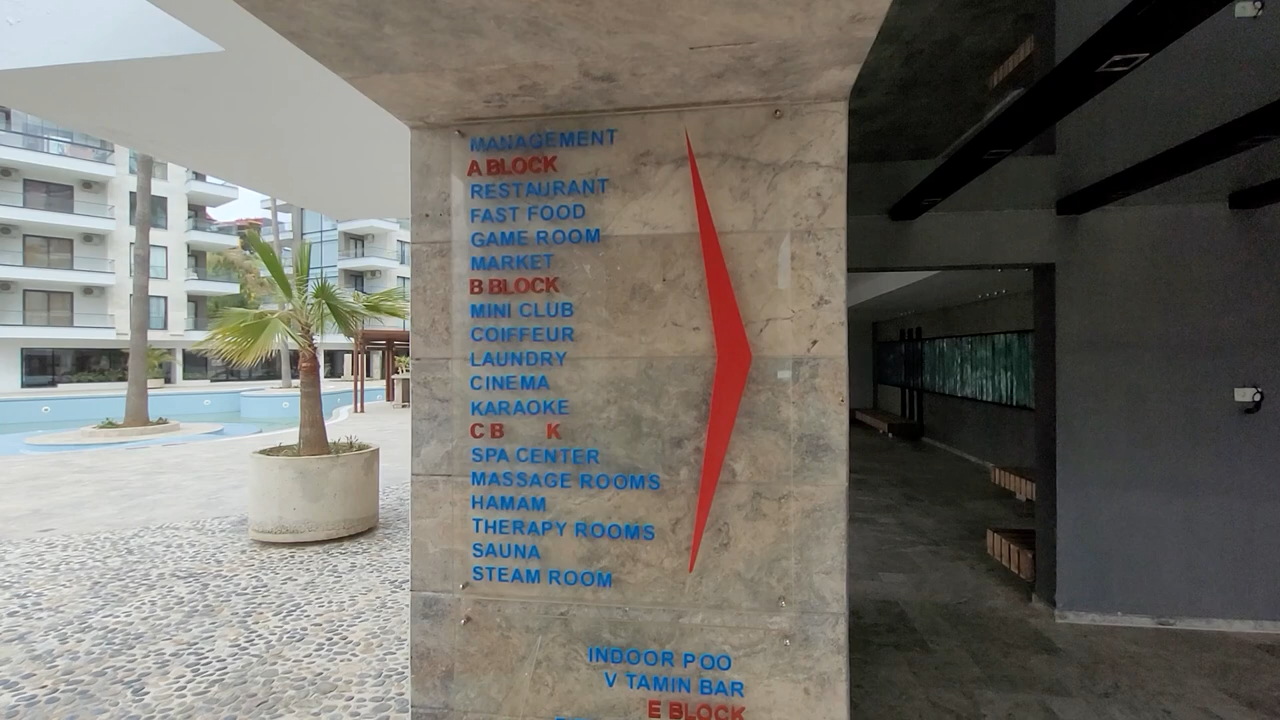 MANAGEMENT
A BLOCK
RESTAURANT
FAST FOOD
GAME ROOM
MARKET
B BLOCK
MINI CLUB
COIFFEUR
LAUNDRY
CINEMA
KARAOKE
C B K
SPA CENTER
MASSAGE ROOMS
HAMAM
THERAPY ROOMS
SAUNA
STEAM ROOM
INDOOR POO
V TAMIN BAR
E BLOCK